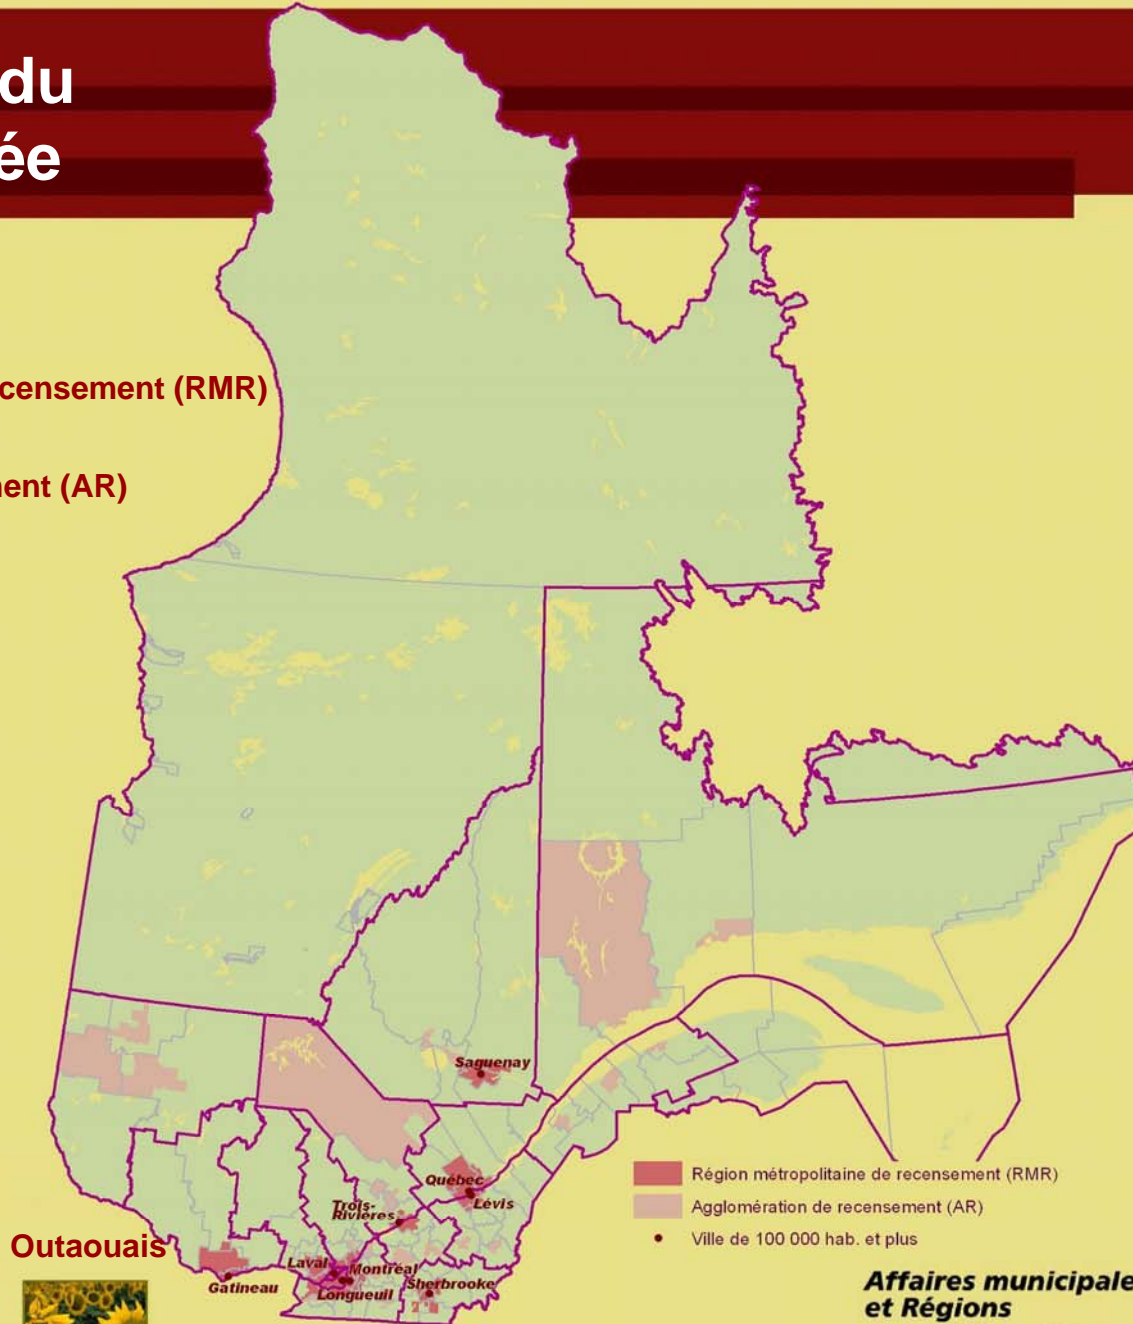 du
ée
censement (RMR)
ent (AR)
Saguenay
Québec
Lévis
Trois-
Rivières
Outaouais
Gatineau
Laval
Montréal
Longueuil
Sherbrooke
Région métropolitaine de recensement (RMR)
Agglomération de recensement (AR)
Ville de 100 000 hab. et plus
Affaires municipale
et Régions